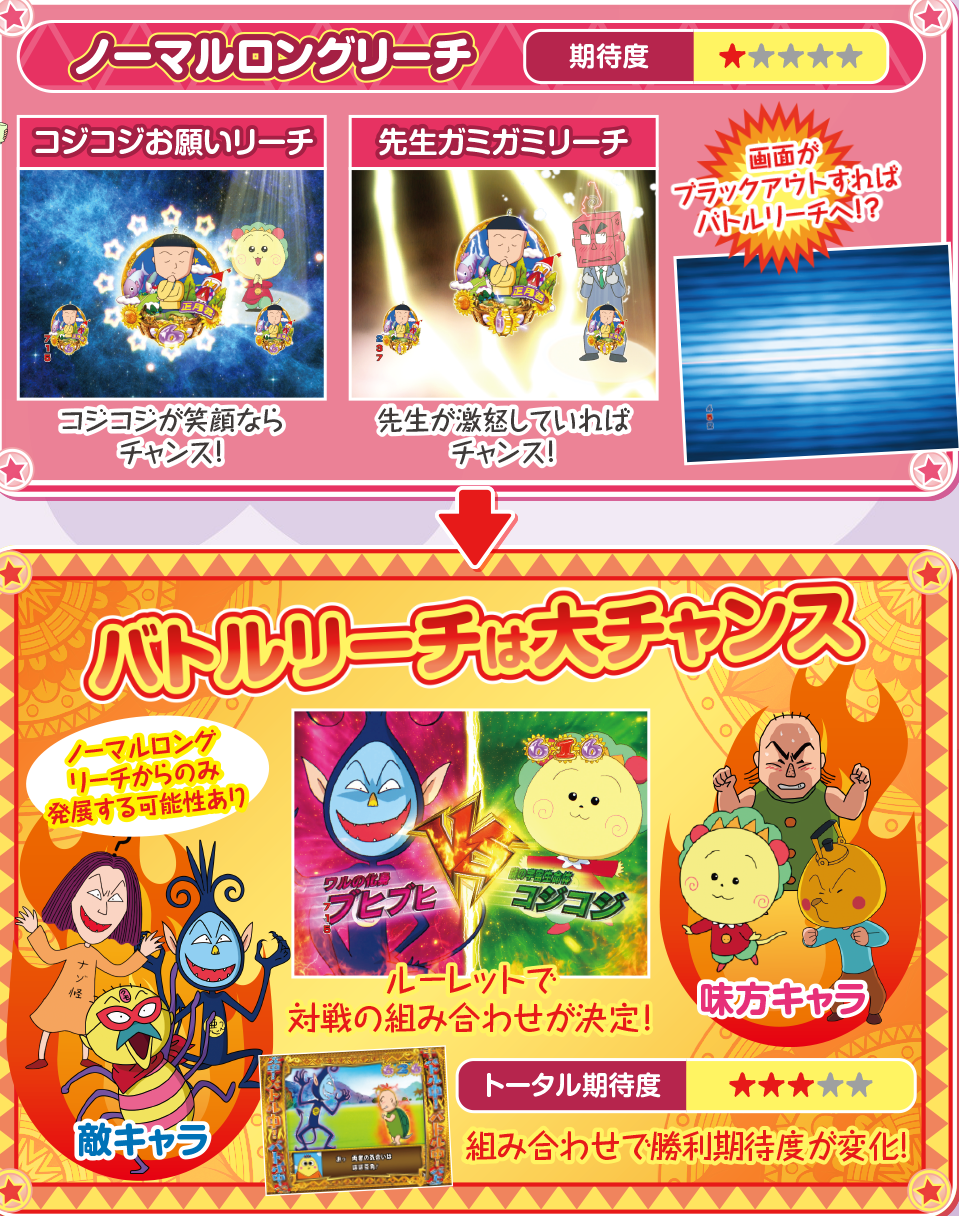 ノーマルロングリーチ
期待度
★☆☆☆☆
コジコジお願いリーチ
先生ガミガミリーチ
画面が
ブラックアウトすれば
バトルリーチへ!?
正月君
コジコジが笑顔なら
チャンス!
先生が激怒していれば
チャンス!
バトルリーチは大チャンス
ノーマルロング
リーチからのみ
発展する可能性あり
VS
ワルの化身
ブヒブヒ
コジコジ
ナゾ怪
ルーレットで
対戦の組み合わせが決定!
味方キャラ
敵キャラ
トータル期待度
★★★☆☆
組み合わせで勝利期待度が変化!